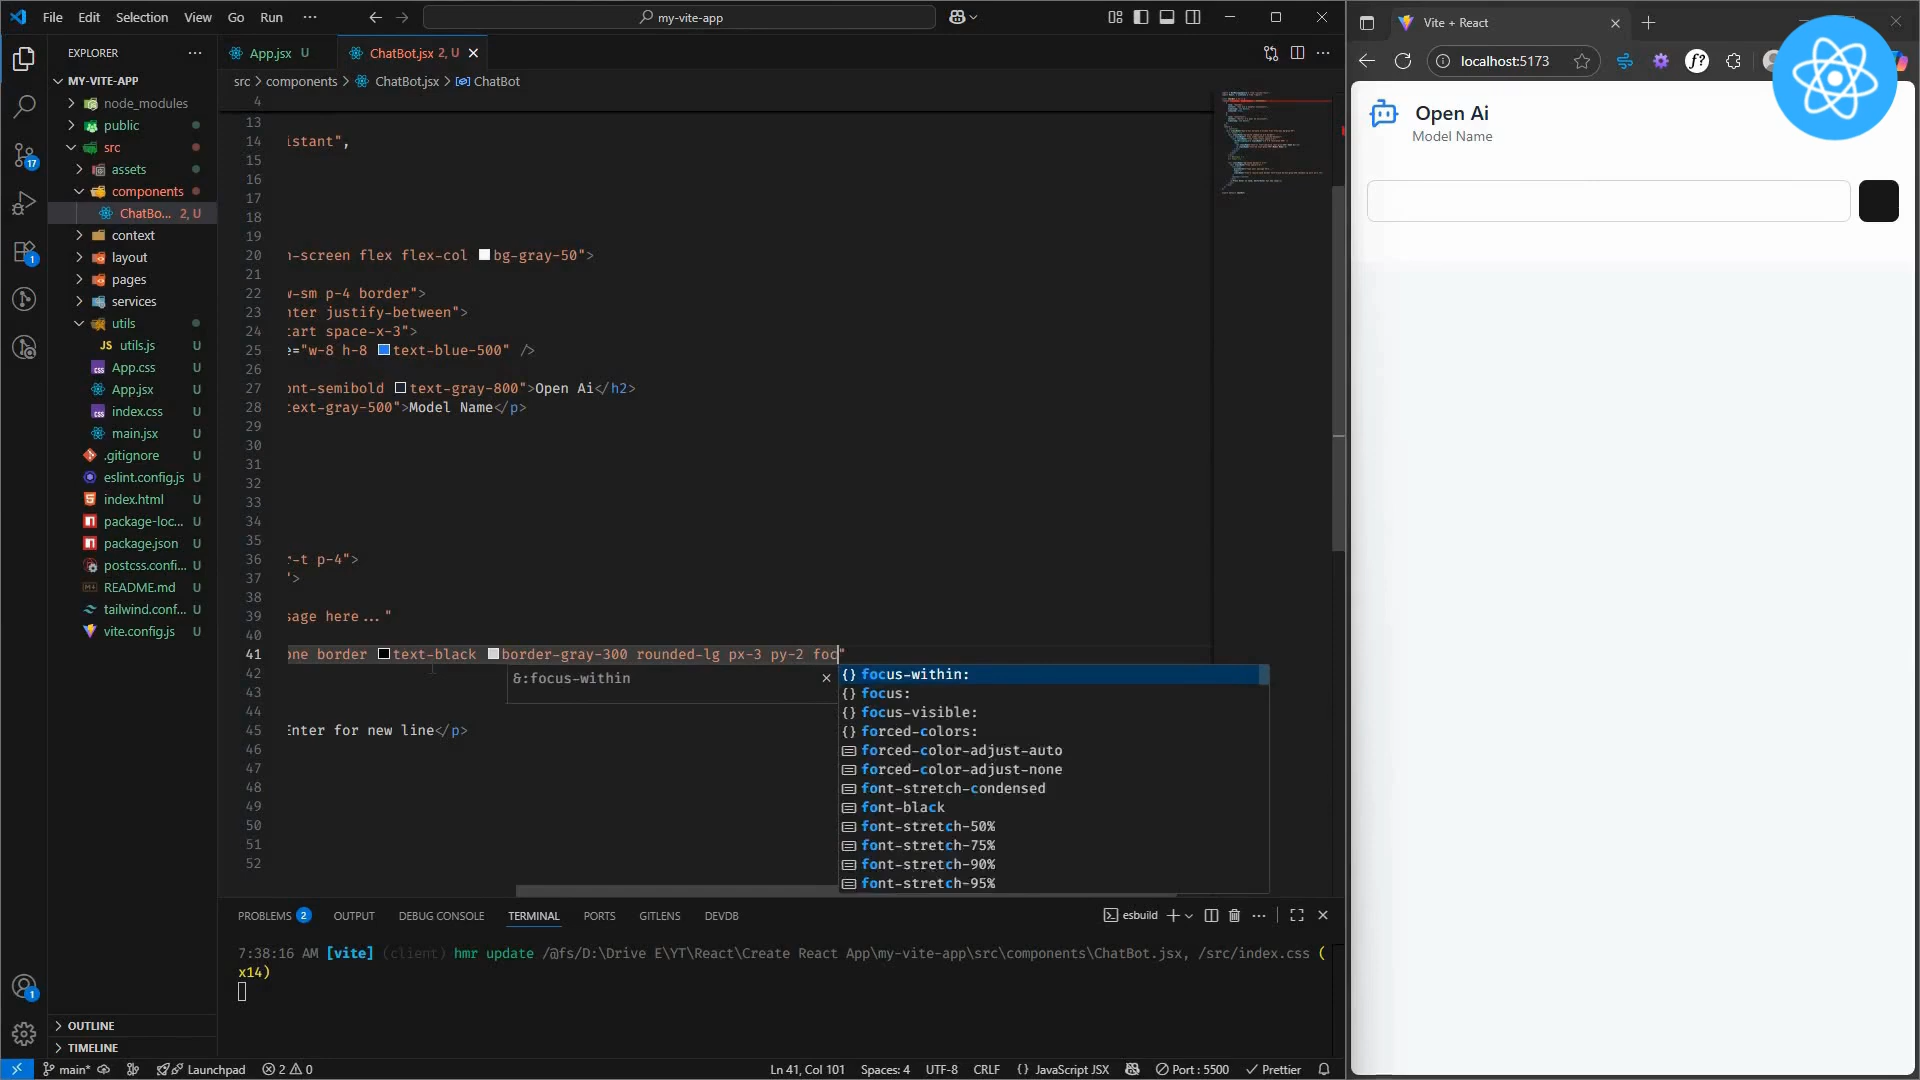 File Edit Selection View Go Run ···
my-vite-app
EXPLORER
MY-VITE-APP
node_modules
public
src
assets
components
ChatBo... 2, U
context
layout
pages
services
utils
JS utils.js U
App.css U
App.jsx U
index.css U
main.jsx U
.gitignore U
eslint.config.js U
index.html U
package-loc... U
package.json U
postcss.confi... U
README.md U
tailwind.conf... U
vite.config.js U
OUTLINE
TIMELINE
17
1
1
App.jsx U
ChatBot.jsx 2, U
src > components > ChatBot.jsx > ChatBot
4
13
14 istant",
15
16
17
18
19
20 n-screen flex flex-col bg-gray-50">
21
22 w-sm p-4 border">
23 nter justify-between">
24 tart space-x-3">
25 e="w-8 h-8 text-blue-500" />
26
27 ont-semibold text-gray-800">Open Ai</h2>
28 text-gray-500">Model Name</p>
29
30
31
32
33
34
35
36 r-t p-4">
37 ">
38
39 sage here..."
40
41 one border text-black border-gray-300 rounded-lg px-3 py-2 foc"
42
43
44
45 Enter for new line</p>
46
47
48
49
50
51
52
&:focus-within
{} focus-within:
{} focus:
{} focus-visible:
{} forced-colors:
forced-color-adjust-auto
forced-color-adjust-none
font-stretch-condensed
font-black
font-stretch-50%
font-stretch-75%
font-stretch-90%
font-stretch-95%
PROBLEMS 2 OUTPUT DEBUG CONSOLE TERMINAL PORTS GITLENS DEVDB
esbuild
7:38:16 AM [vite] (client) hmr update /@fs/D:\Drive E\YT\React\Create React App\my-vite-app\src\components\ChatBot.jsx, /src/index.css (
x14)
main* Launchpad 2 0
Ln 41, Col 101 Spaces: 4 UTF-8 CRLF {} JavaScript JSX Port : 5500 Prettier
Vite + React
localhost:5173
f?
Open Ai
Model Name